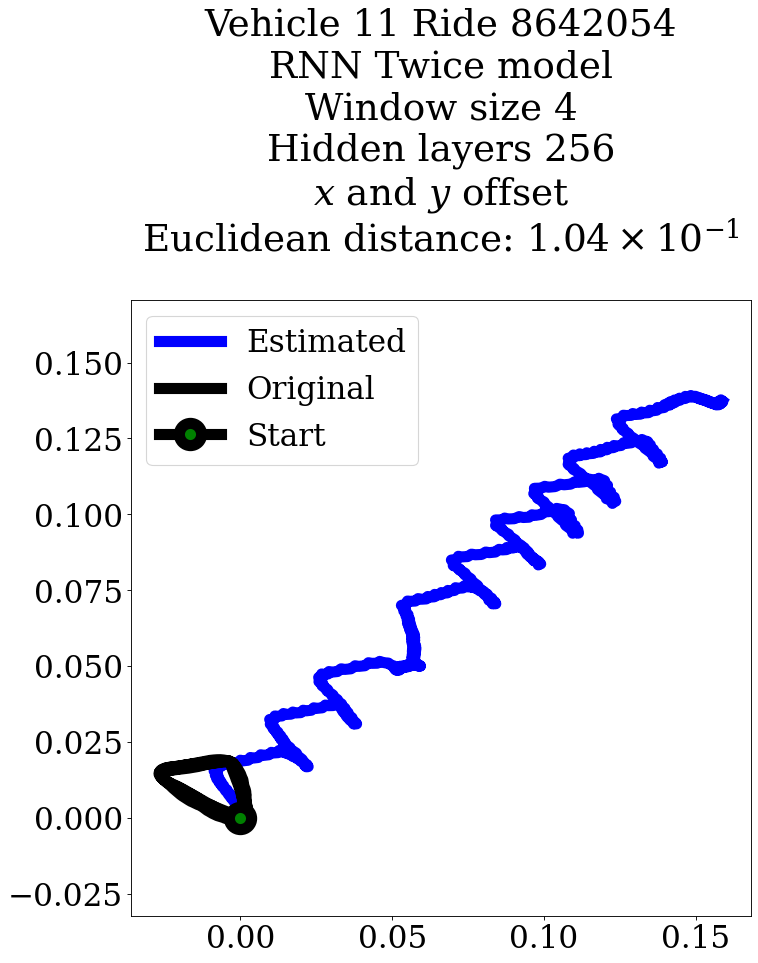 Vehicle 11 Ride 8642054
RNN Twice model
Window size 4
Hidden layers 256
x and y offset
Euclidean distance: 1.04 × 10⁻¹
Estimated
Original
Start
0.150
0.125
0.100
0.075
0.050
0.025
0.000
−0.025
0.00 0.05 0.10 0.15